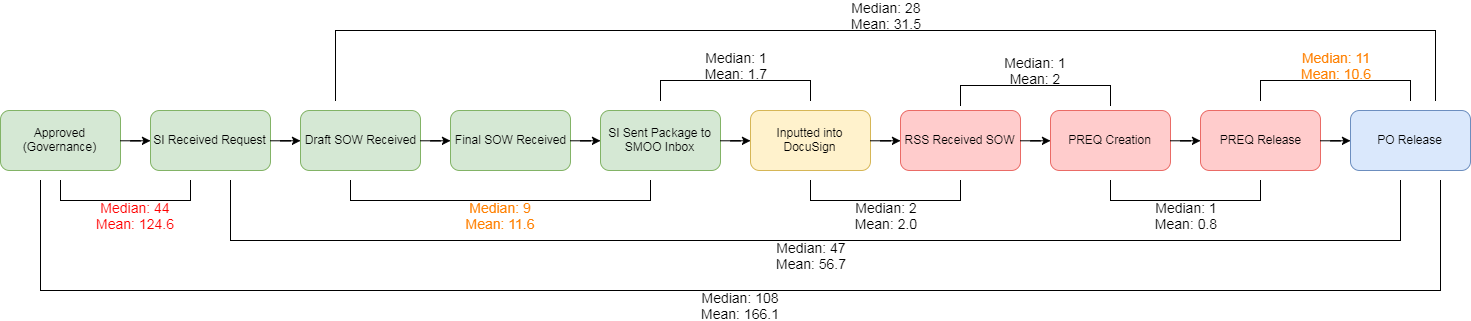 Median: 28
Mean: 31.5
Median: 1
Mean: 1.7
Median: 1
Mean: 2
Median: 11
Mean: 10.6
Approved
(Governance)
SI Received Request
Draft SOW Received
Final SOW Received
SI Sent Package to
SMOO Inbox
Inputted into
DocuSign
RSS Received SOW
PREQ Creation
PREQ Release
PO Release
Median: 44
Mean: 124.6
Median: 9
Mean: 11.6
Median: 2
Mean: 2.0
Median: 1
Mean: 0.8
Median: 47
Mean: 56.7
Median: 108
Mean: 166.1